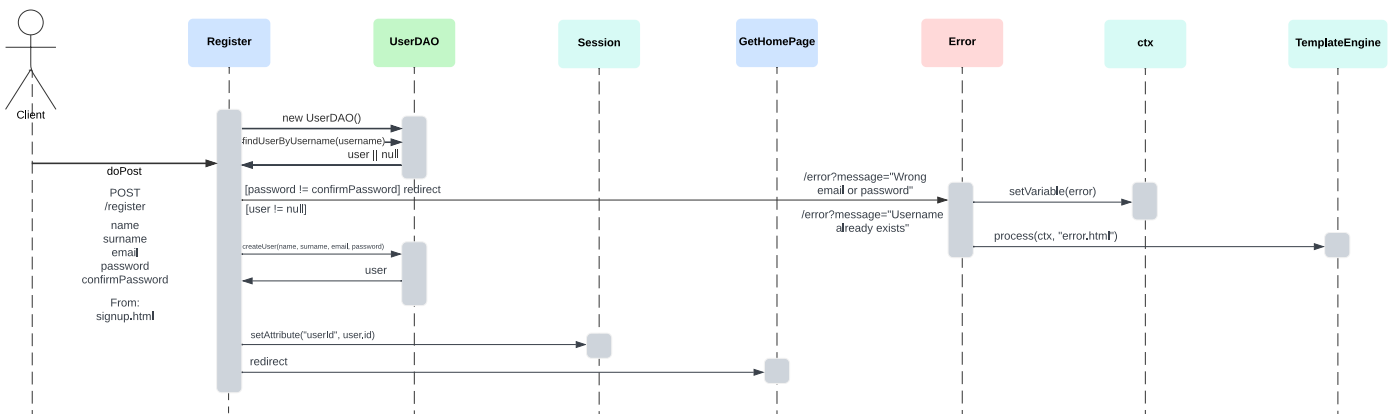 Register
UserDAO
Session
GetHomePage
Error
ctx
TemplateEngine
Client
new UserDAO()
findUserByUsername(username)
user || null
doPost
POST
/register
name
surname
email
password
confirmPassword
From:
signup.html
[password != confirmPassword] redirect
[user != null]
/error?message="Wrong
email or password"
/error?message="Username
already exists"
setVariable(error)
process(ctx, "error.html")
createUser(name, surname, email, password)
user
setAttribute("userId", user,id)
redirect